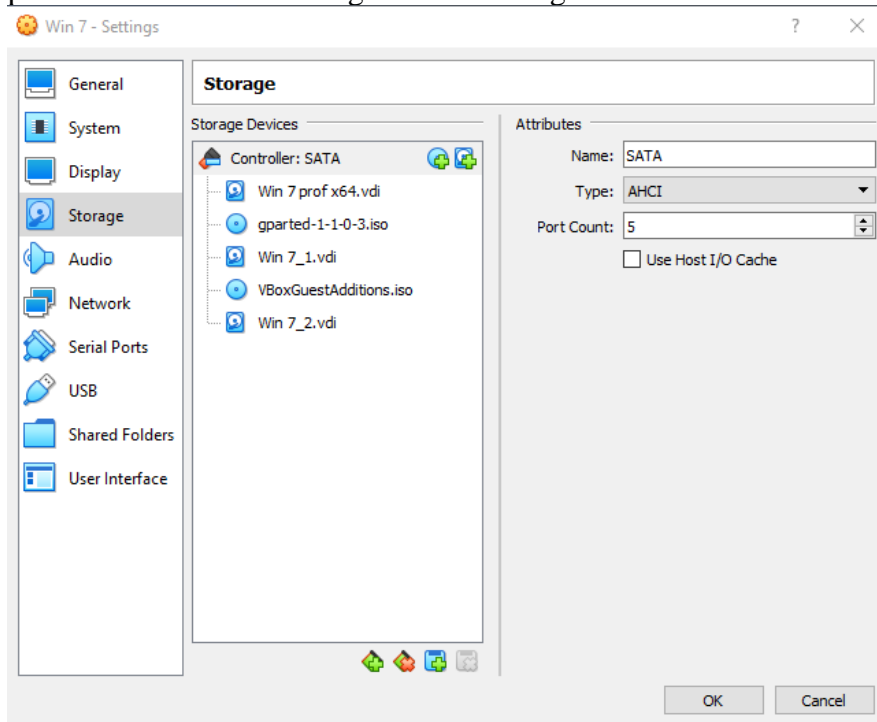 Win 7 - Settings
?
General
System
Display
Storage
Audio
Network
Serial Ports
USB
Shared Folders
User Interface
Storage
Storage Devices
Controller: SATA
Win 7 prof x64.vdi
gparted-1-1-0-3.iso
Win 7_1.vdi
VBoxGuestAdditions.iso
Win 7_2.vdi
Attributes
Name: SATA
Type: AHCI
Port Count: 5
Use Host I/O Cache
OK
Cancel